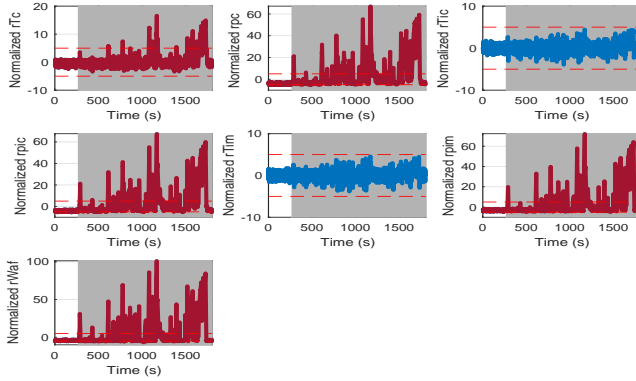 Normalized rTc
20
10
0
-10
0 500 1000 1500
Time (s)
Normalized rpc
60
40
20
0
0 500 1000 1500
Time (s)
Normalized rTic
10
0
-10
0 500 1000 1500
Time (s)
Normalized rpic
60
40
20
0
0 500 1000 1500
Time (s)
Normalized rTim
10
0
-10
0 500 1000 1500
Time (s)
Normalized rpim
60
40
20
0
0 500 1000 1500
Time (s)
Normalized rWaf
100
50
0
0 500 1000 1500
Time (s)